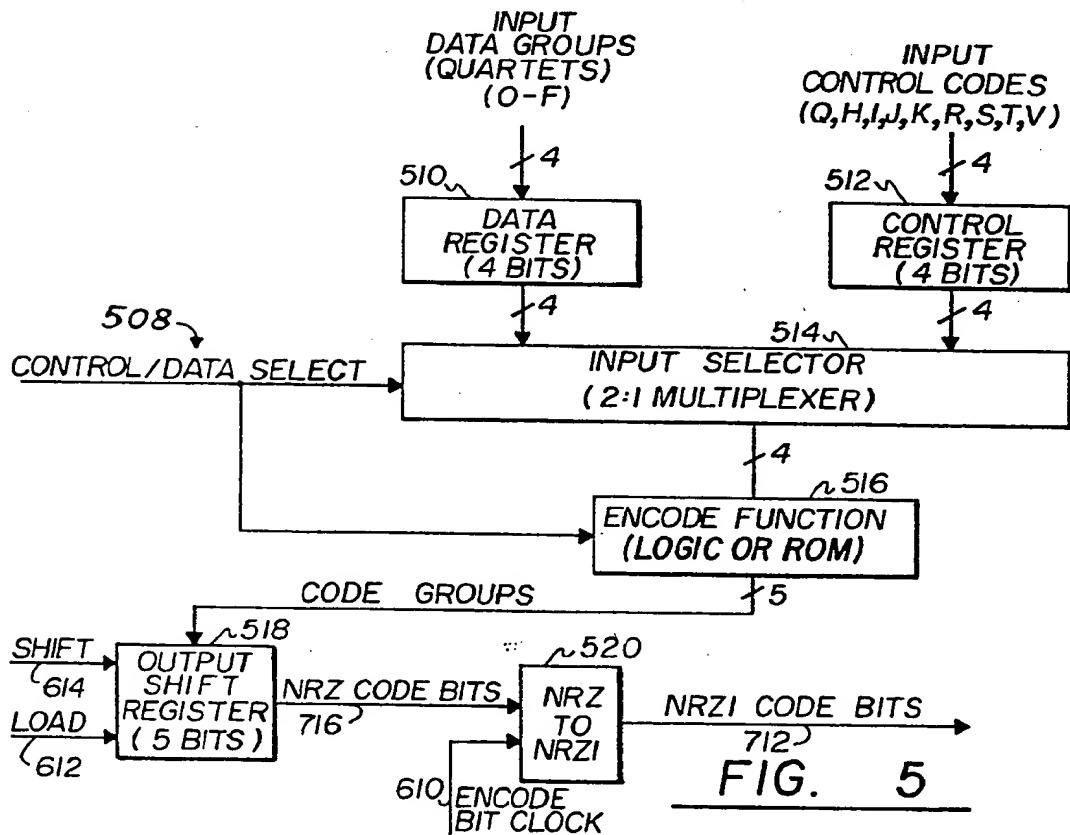 INPUT
DATA GROUPS
(QUARTETS)
(0-F)
INPUT
CONTROL CODES
(Q,H,I,J,K,R,S,T,V)
4
4
510
512
DATA
REGISTER
(4 BITS)
CONTROL
REGISTER
(4 BITS)
4
4
508
514
CONTROL/DATA SELECT
INPUT SELECTOR
(2:1 MULTIPLEXER)
4
516
ENCODE FUNCTION
(LOGIC OR ROM)
CODE GROUPS
5
518
520
SHIFT
614
LOAD
612
OUTPUT
SHIFT
REGISTER
(5 BITS)
NRZ CODE BITS
716
NRZ
TO
NRZI
NRZI CODE BITS
712
610
ENCODE
BIT CLOCK
FIG. 5